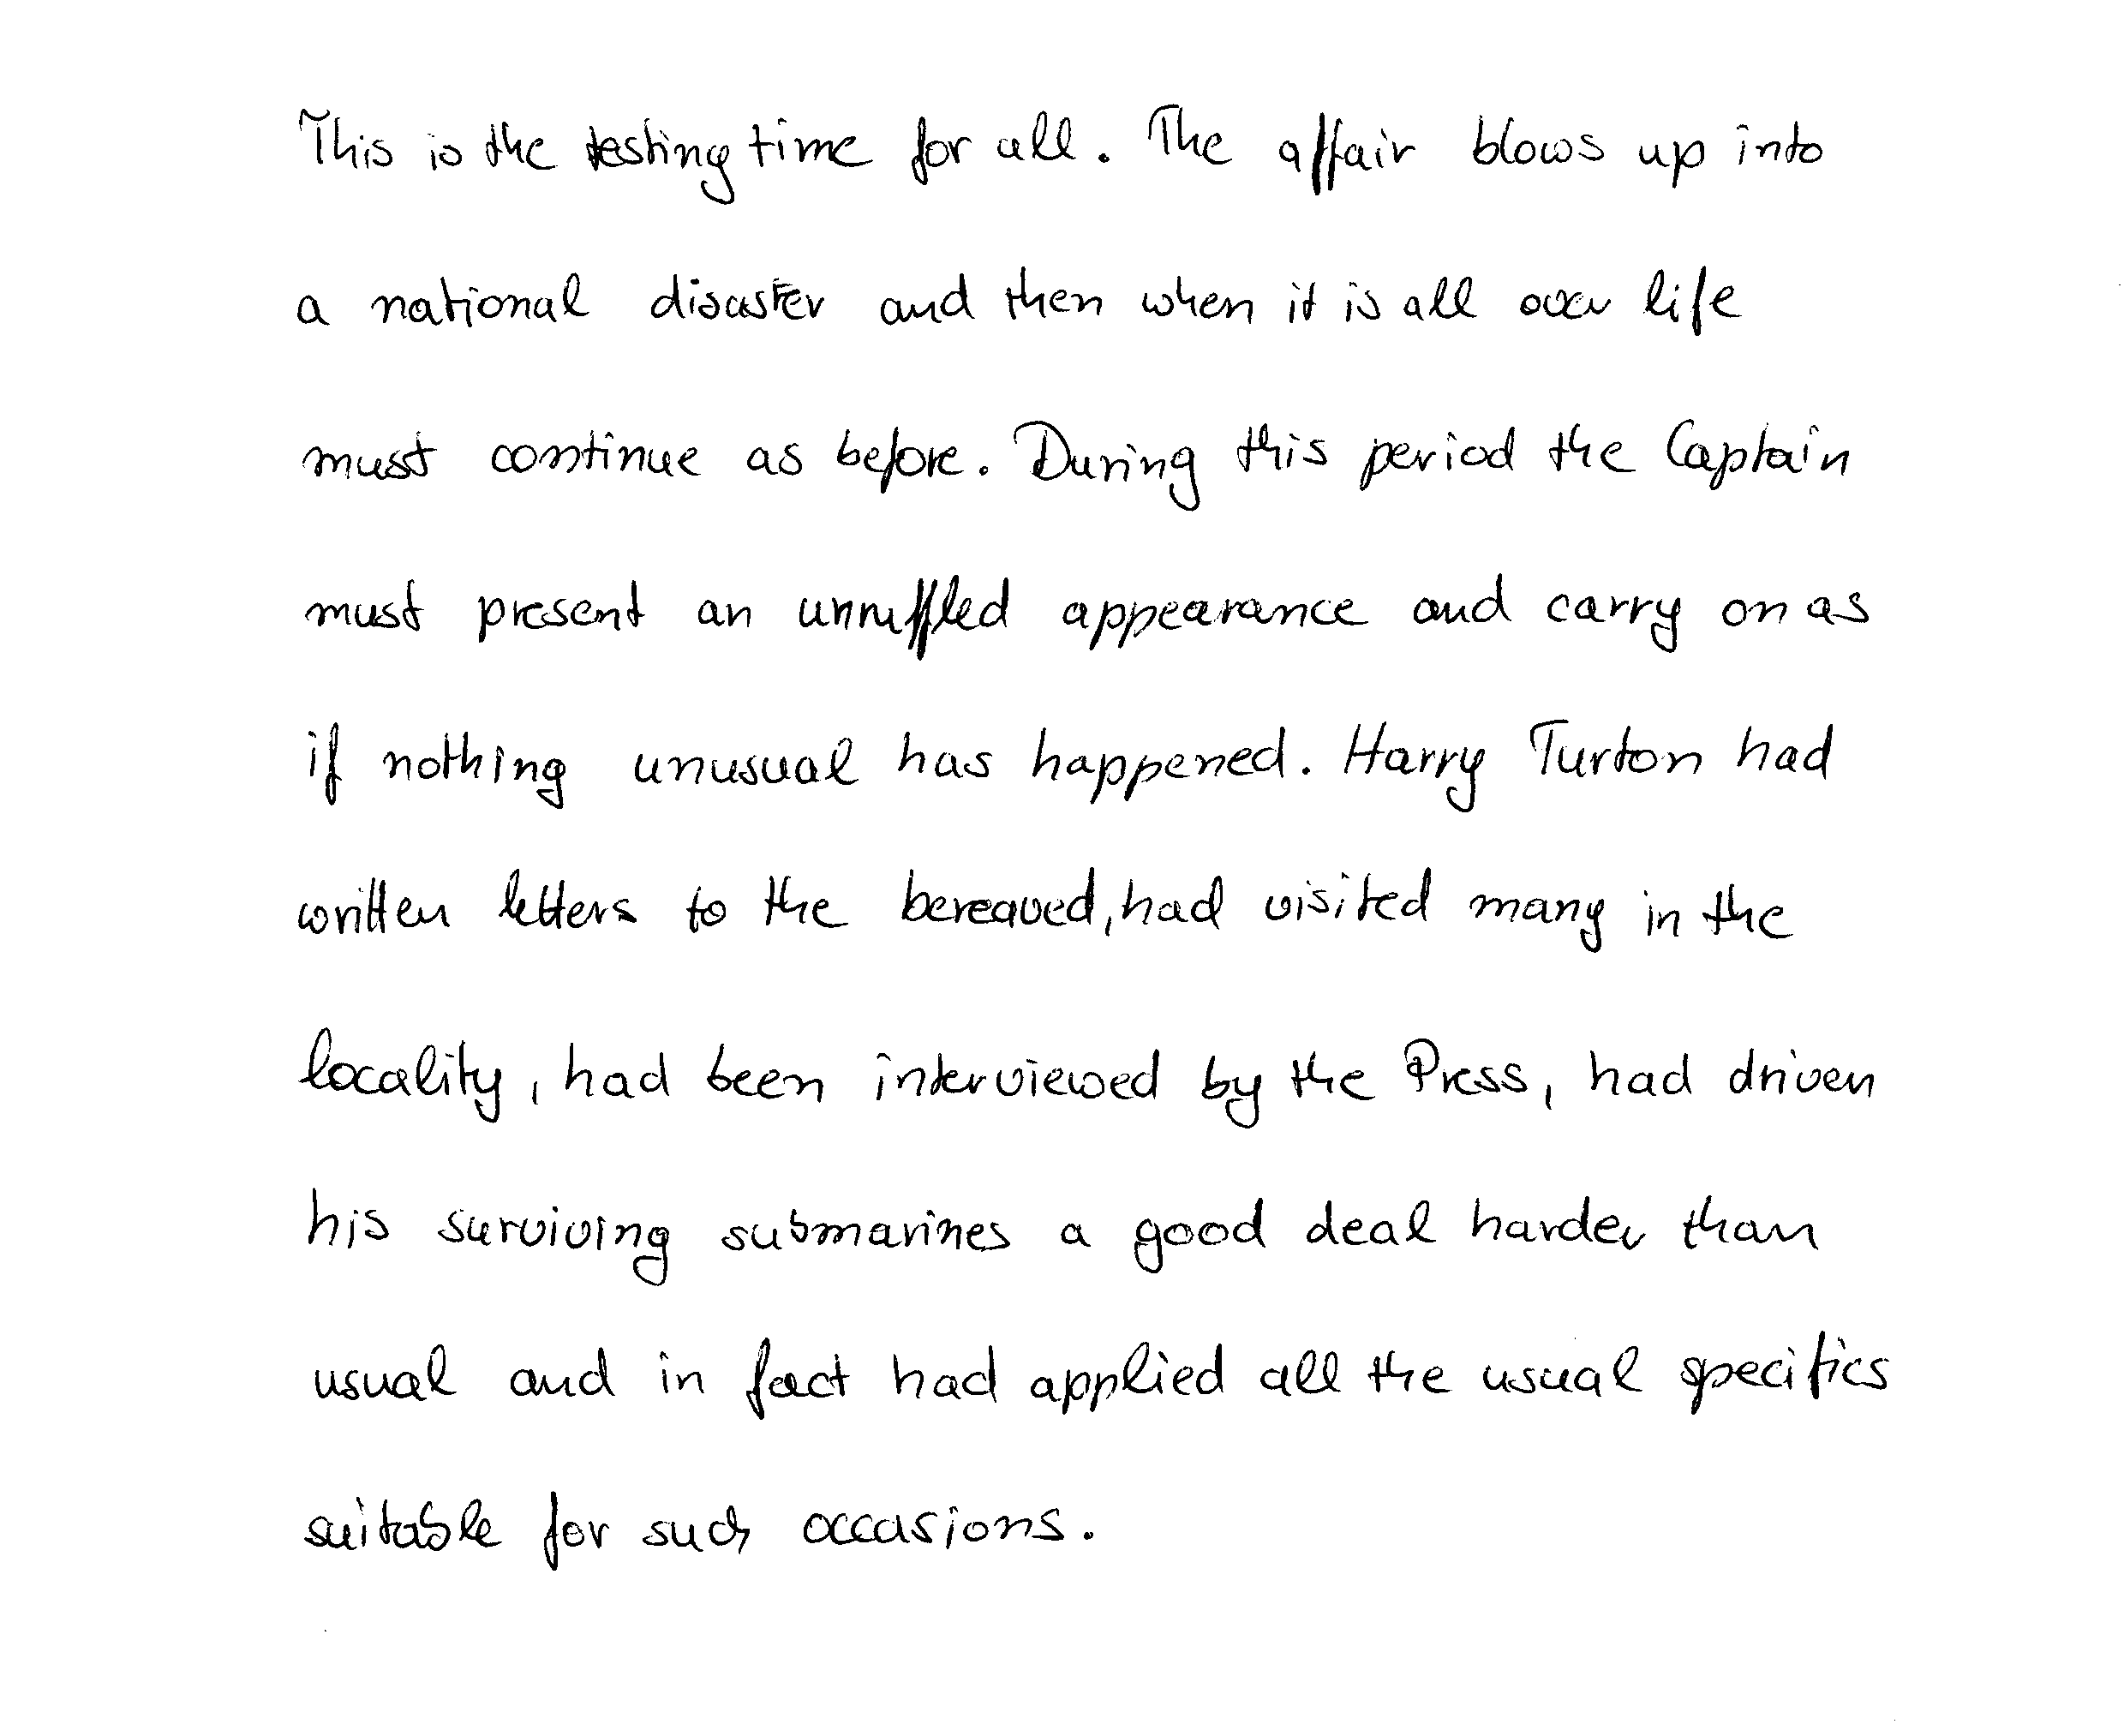 This is the testing time for all. The affair blows up into
a national disaster and then when it is all over life
must continue as before. During this period the Captain
must present an unruffled appearance and carry on as
if nothing unusual has happened. Harry Turton had
written letters to the bereaved, had visited many in the
locality, had been interviewed by the Press, had driven
his surviving submarines a good deal harder than
usual and in fact had applied all the usual specifics
suitable for such occasions.